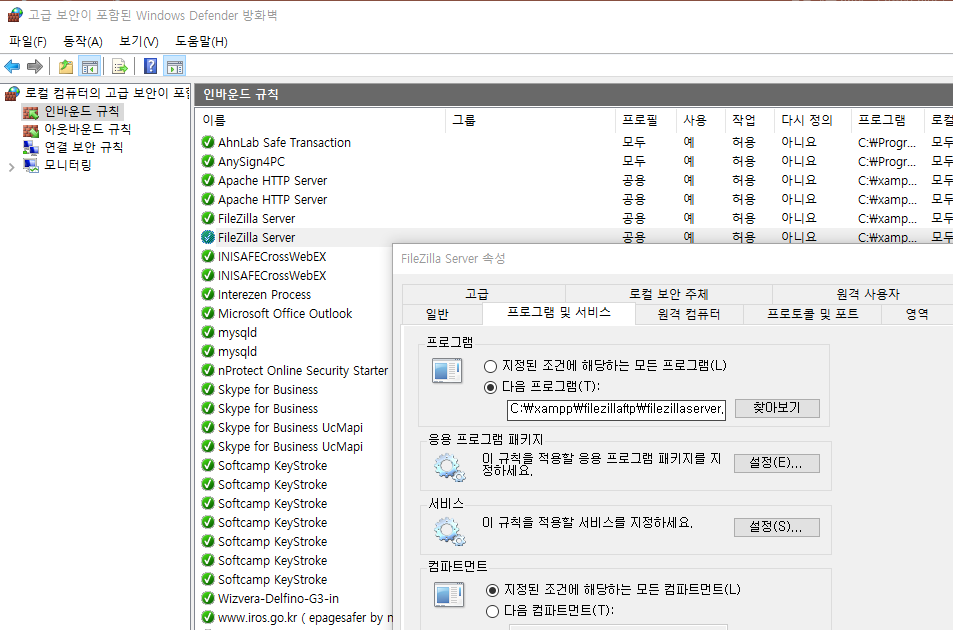 고급 보안이 포함된 Windows Defender 방화벽
파일(F) 동작(A) 보기(V) 도움말(H)
로컬 컴퓨터의 고급 보안이 포함
인바운드 규칙
아웃바운드 규칙
연결 보안 규칙
모니터링
인바운드 규칙
이름 그룹 프로필 사용 작업 다시 정의 프로그램 로컬
AhnLab Safe Transaction 모두 예 허용 아니요 C:₩Progr... 모두
AnySign4PC 모두 예 허용 아니요 C:₩Progr... 모두
Apache HTTP Server 공용 예 허용 아니요 C:₩xamp... 모두
Apache HTTP Server 공용 예 허용 아니요 C:₩xamp... 모두
FileZilla Server 공용 예 허용 아니요 C:₩xamp... 모두
FileZilla Server 공용 예 허용 아니요 C:₩xamp... 모두
INISAFECrossWebEX
INISAFECrossWebEX
Interezen Process
Microsoft Office Outlook
mysqld
mysqld
nProtect Online Security Starter
Skype for Business
Skype for Business
Skype for Business UcMapi
Skype for Business UcMapi
Softcamp KeyStroke
Softcamp KeyStroke
Softcamp KeyStroke
Softcamp KeyStroke
Softcamp KeyStroke
Softcamp KeyStroke
Softcamp KeyStroke
Wizvera-Delfino-G3-in
www.iros.go.kr ( epagesafer by n
FileZilla Server 속성
고급 로컬 보안 주체 원격 사용자
일반 프로그램 및 서비스 원격 컴퓨터 프로토콜 및 포트 영역
프로그램
지정된 조건에 해당하는 모든 프로그램(L)
다음 프로그램(T):
C:₩xampp₩filezillaftp₩filezillaserver. 찾아보기
응용 프로그램 패키지
이 규칙을 적용할 응용 프로그램 패키지를 지
정하세요.
설정(E)...
서비스
이 규칙을 적용할 서비스를 지정하세요. 설정(S)...
컴파트먼트
지정된 조건에 해당하는 모든 컴파트먼트(L)
다음 컴파트먼트(T):